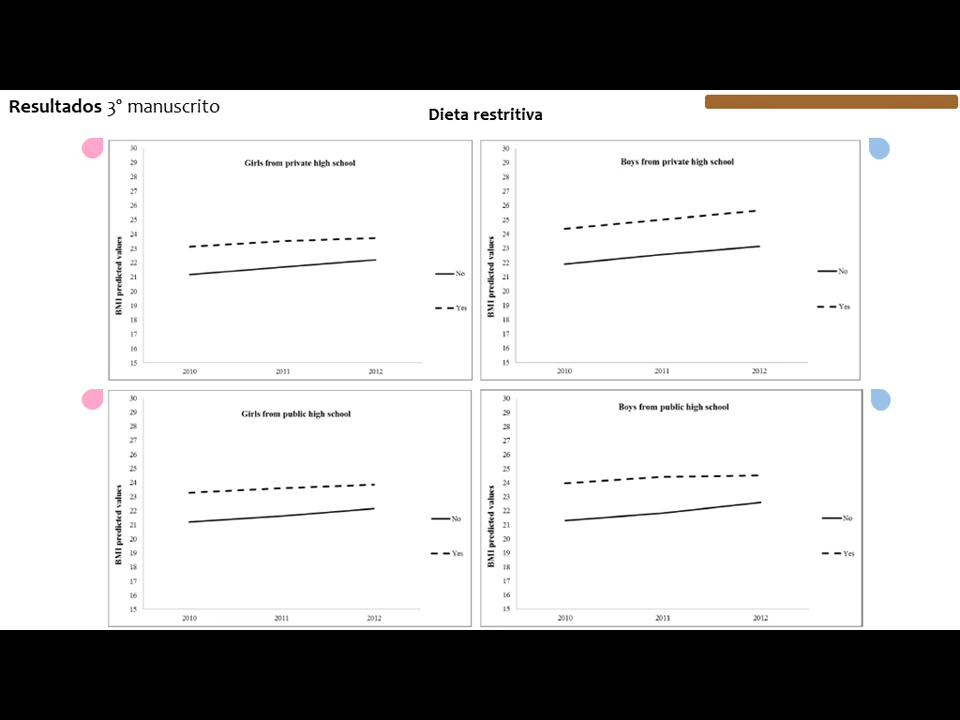 Resultados 3° manuscrito
Dieta restritiva
Girls from private high school
BMI predicted values
30
29
28
27
26
25
24
23
22
21
20
19
18
17
16
15
2010 2011 2012
No
Yes
Boys from private high school
BMI predicted values
30
29
28
27
26
25
24
23
22
21
20
19
18
17
16
15
2010 2011 2012
No
Yes
Girls from public high school
BMI predicted values
30
29
28
27
26
25
24
23
22
21
20
19
18
17
16
15
2010 2011 2012
No
Yes
Boys from public high school
BMI predicted values
30
29
28
27
26
25
24
23
22
21
20
19
18
17
16
15
2010 2011 2012
No
Yes